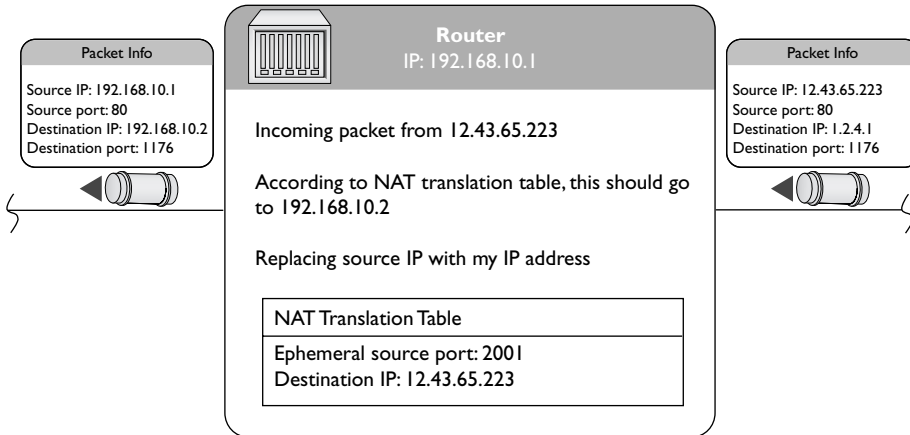 Packet Info
Source IP: 192.168.10.1
Source port: 80
Destination IP: 192.168.10.2
Destination port: 1176
Router
IP: 192.168.10.1
Incoming packet from 12.43.65.223
According to NAT translation table, this should go
to 192.168.10.2
Replacing source IP with my IP address
NAT Translation Table
Ephemeral source port: 2001
Destination IP: 12.43.65.223
Packet Info
Source IP: 12.43.65.223
Source port: 80
Destination IP: 1.2.4.1
Destination port: 1176